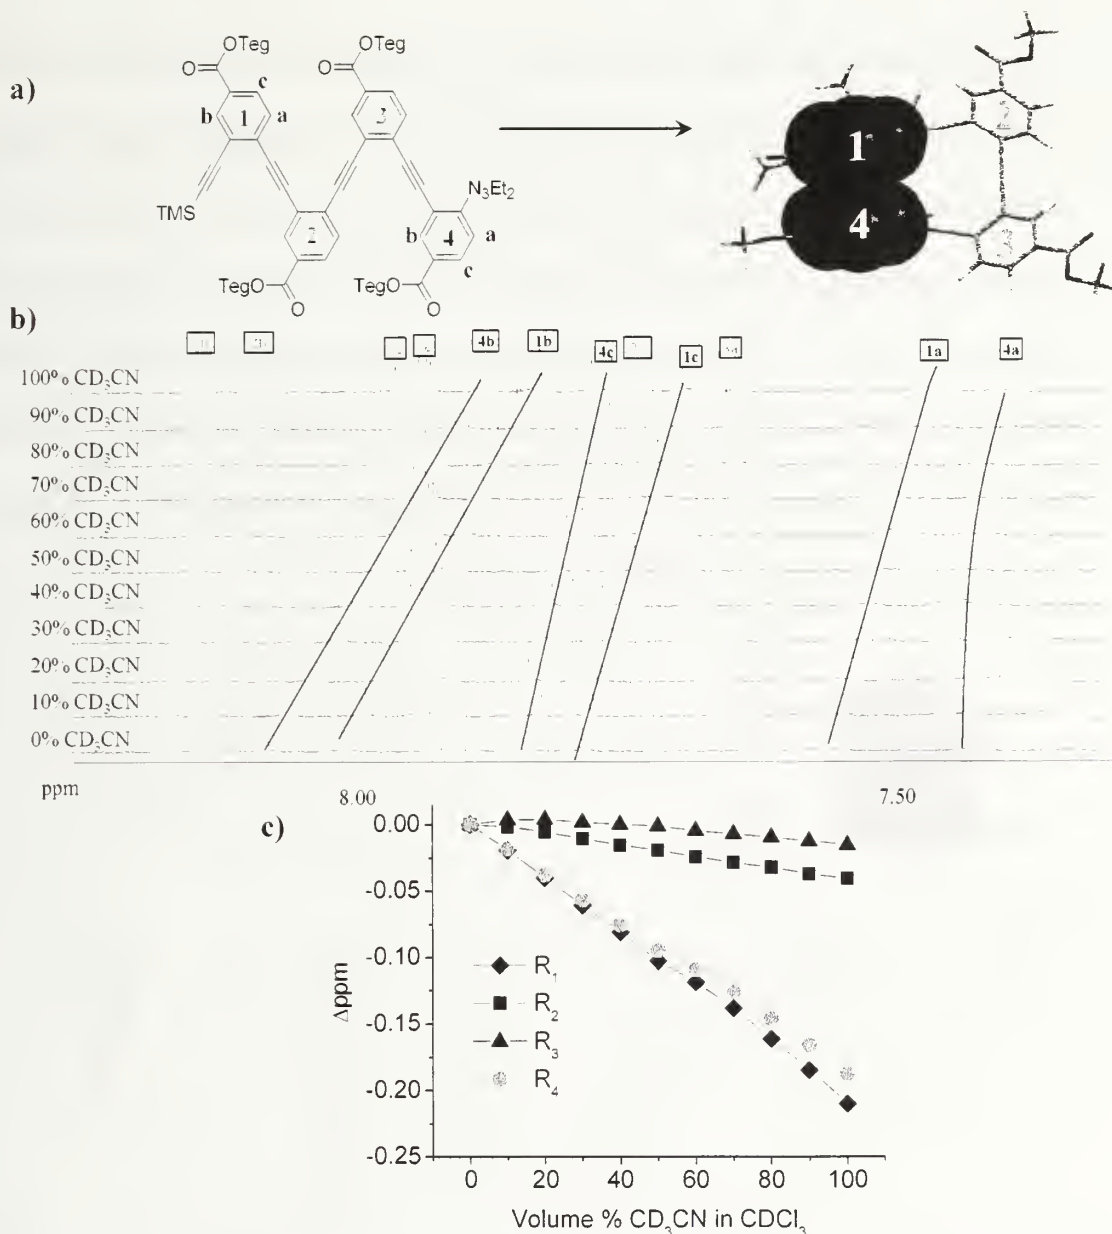 a)
OTeg
OTeg
O
O
c
b
1
a
3
TMS
N3Et2
2
b
4
a
c
TegO
TegO
O
O
1
4
2
3
b)
4b
1b
4c
1c
1a
4a
100% CD3CN
90% CD3CN
80% CD3CN
70% CD3CN
60% CD3CN
50% CD3CN
40% CD3CN
30% CD3CN
20% CD3CN
10% CD3CN
0% CD3CN
ppm
8.00
7.50
c)
0.00
-0.05
-0.10
-0.15
-0.20
-0.25
Δppm
R1
R2
R3
R4
0
20
40
60
80
100
Volume % CD3CN in CDCl3